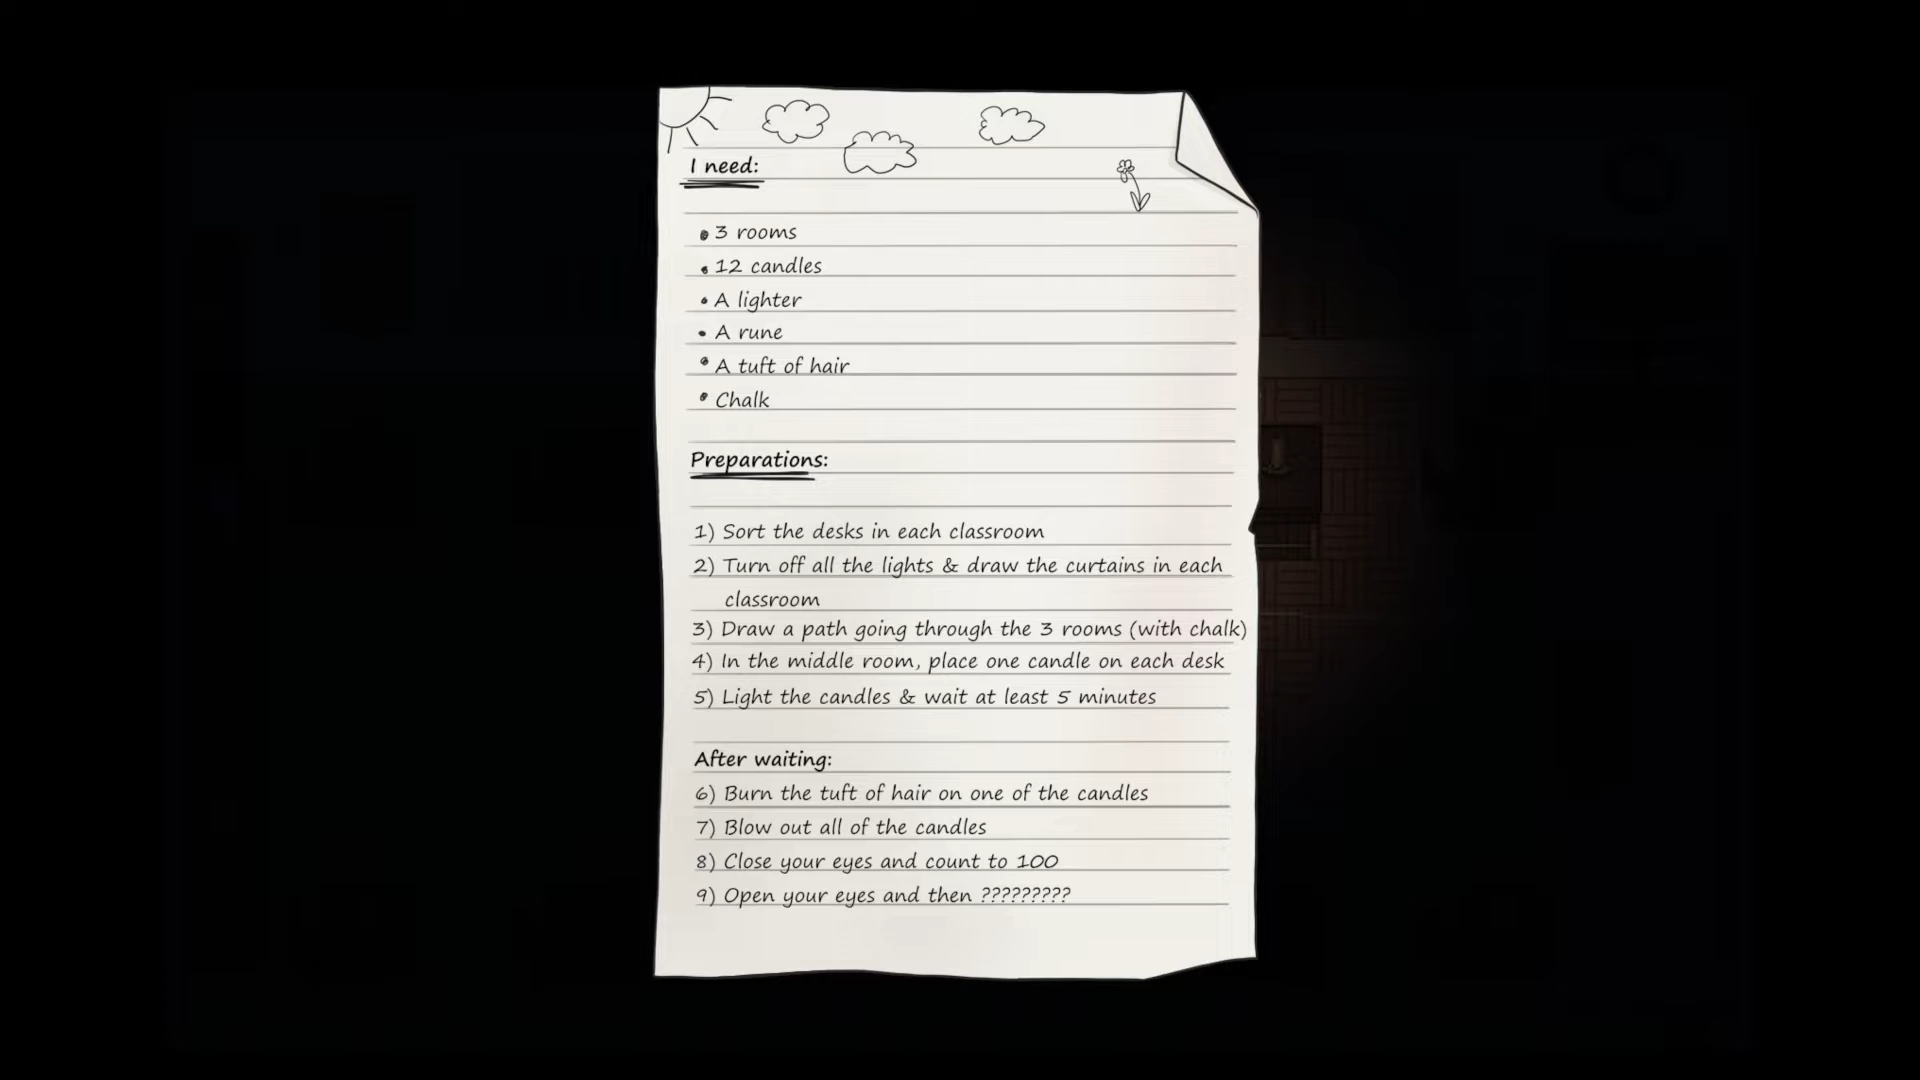 I need:
• 3 rooms
• 12 candles
• A lighter
• A rune
• A tuft of hair
• Chalk
Preparations:
1) Sort the desks in each classroom
2) Turn off all the lights & draw the curtains in each
classroom
3) Draw a path going through the 3 rooms (with chalk)
4) In the middle room, place one candle on each desk
5) Light the candles & wait at least 5 minutes
After waiting:
6) Burn the tuft of hair on one of the candles
7) Blow out all of the candles
8) Close your eyes and count to 100
9) Open your eyes and then ?????????